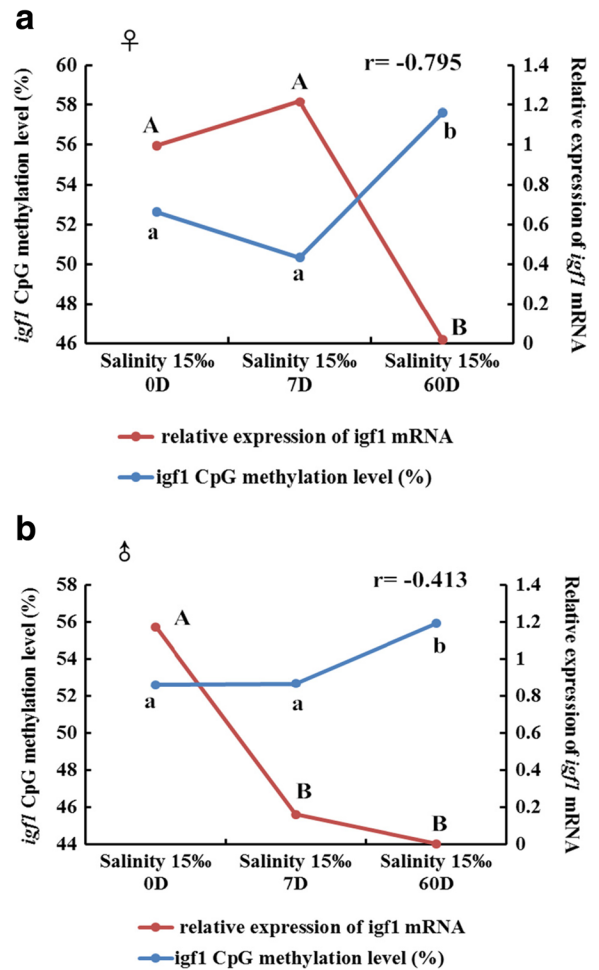 a
♀
r= -0.795
igf1 CpG methylation level (%)
60
58
56
54
52
50
48
46
1.4
1.2
1
0.8
0.6
0.4
0.2
0
Relative expression of igf1 mRNA
A
A
B
a
a
b
Salinity 15‰ 0D
Salinity 15‰ 7D
Salinity 15‰ 60D
relative expression of igf1 mRNA
igf1 CpG methylation level (%)
b
♂
r= -0.413
igf1 CpG methylation level (%)
58
56
54
52
50
48
46
44
1.4
1.2
1
0.8
0.6
0.4
0.2
0
Relative expression of igf1 mRNA
A
B
B
a
a
b
Salinity 15‰ 0D
Salinity 15‰ 7D
Salinity 15‰ 60D
relative expression of igf1 mRNA
igf1 CpG methylation level (%)